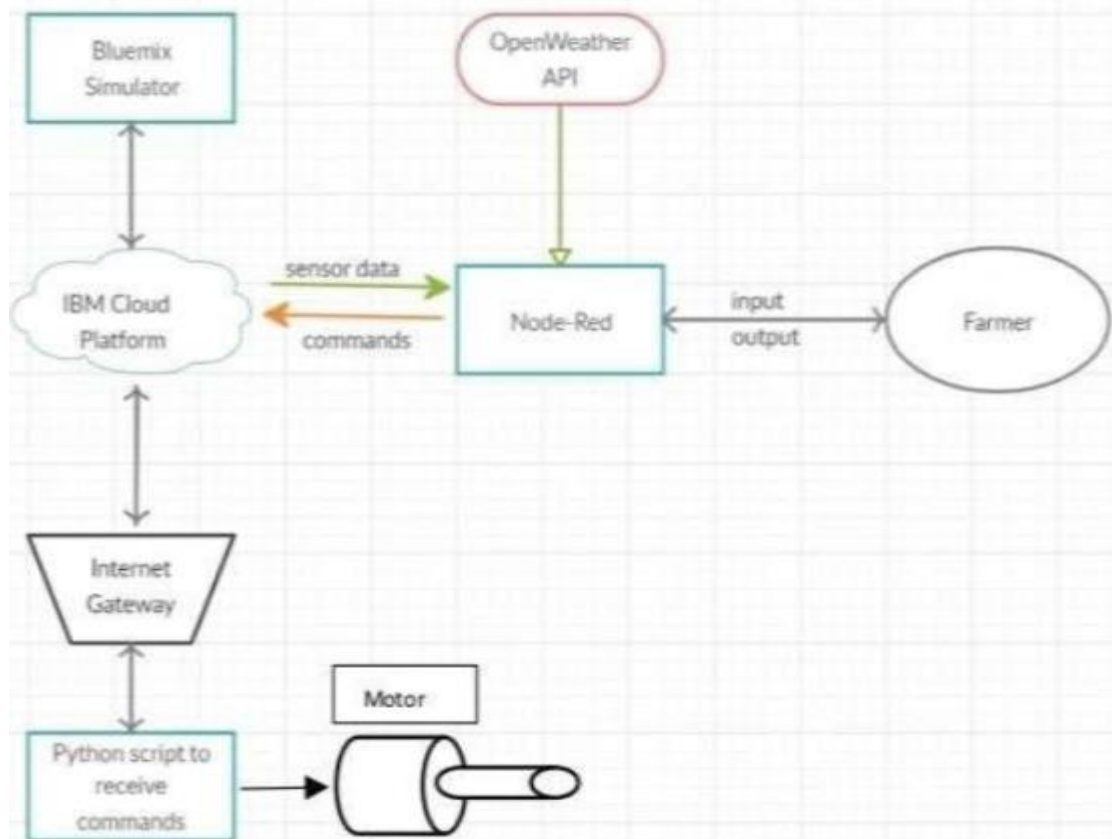 Bluemix
Simulator
OpenWeather
API
IBM Cloud
Platform
sensor data
commands
Node-Red
input
output
Farmer
Internet
Gateway
Motor
Python script to
receive
commands